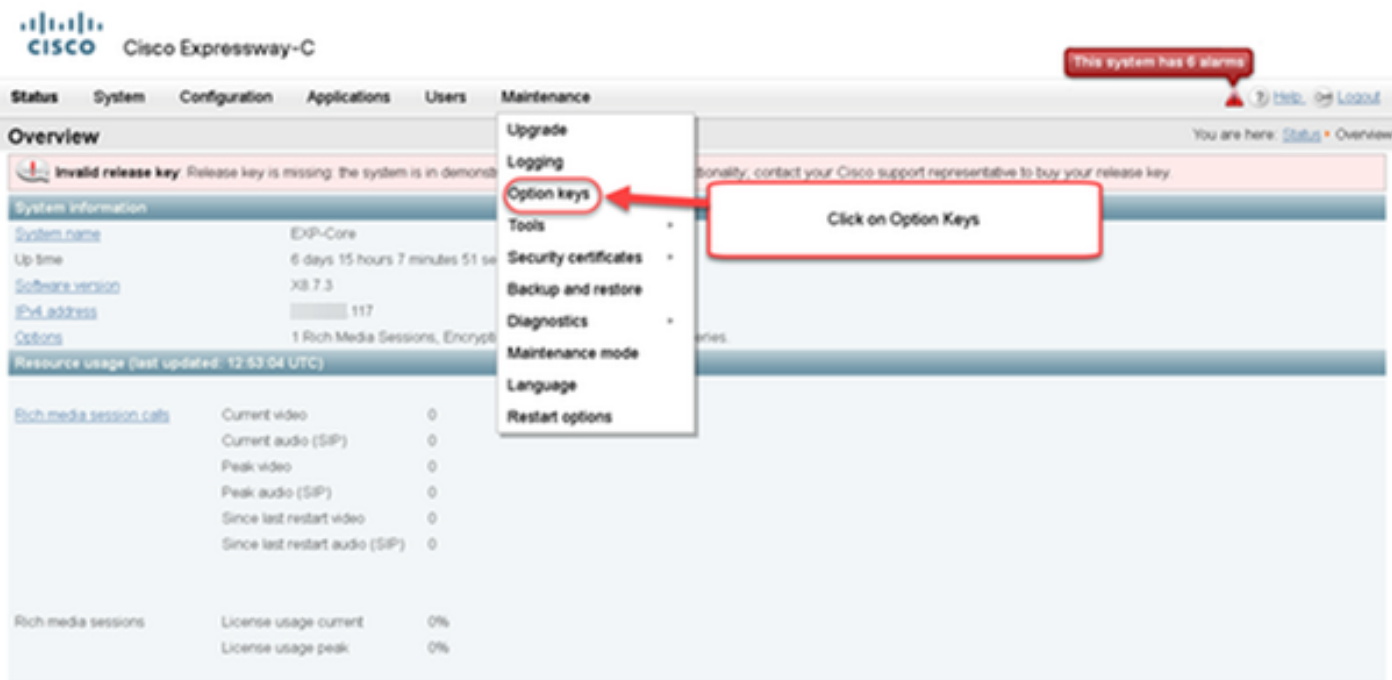 CISCO Cisco Expressway-C
This system has 6 alarms
Status System Configuration Applications Users Maintenance
Help Logout
Overview
You are here: Status Overview
Invalid release key: Release key is missing: the system is in demonst
tionality; contact your Cisco support representative to buy your release key.
Upgrade
Logging
Option keys
Tools
Security certificates
Backup and restore
Diagnostics
Maintenance mode
Language
Restart options
Click on Option Keys
System information
System name EXP-Core
Up time 6 days 15 hours 7 minutes 51 se
Software version X8.7.3
IPv4 address .117
Options 1 Rich Media Sessions, Encrypt
eries.
Resource usage (last updated: 12:53:04 UTC)
Rich media session calls Current video 0
Current audio (SIP) 0
Peak video 0
Peak audio (SIP) 0
Since last restart video 0
Since last restart audio (SIP) 0
Rich media sessions License usage current 0%
License usage peak 0%